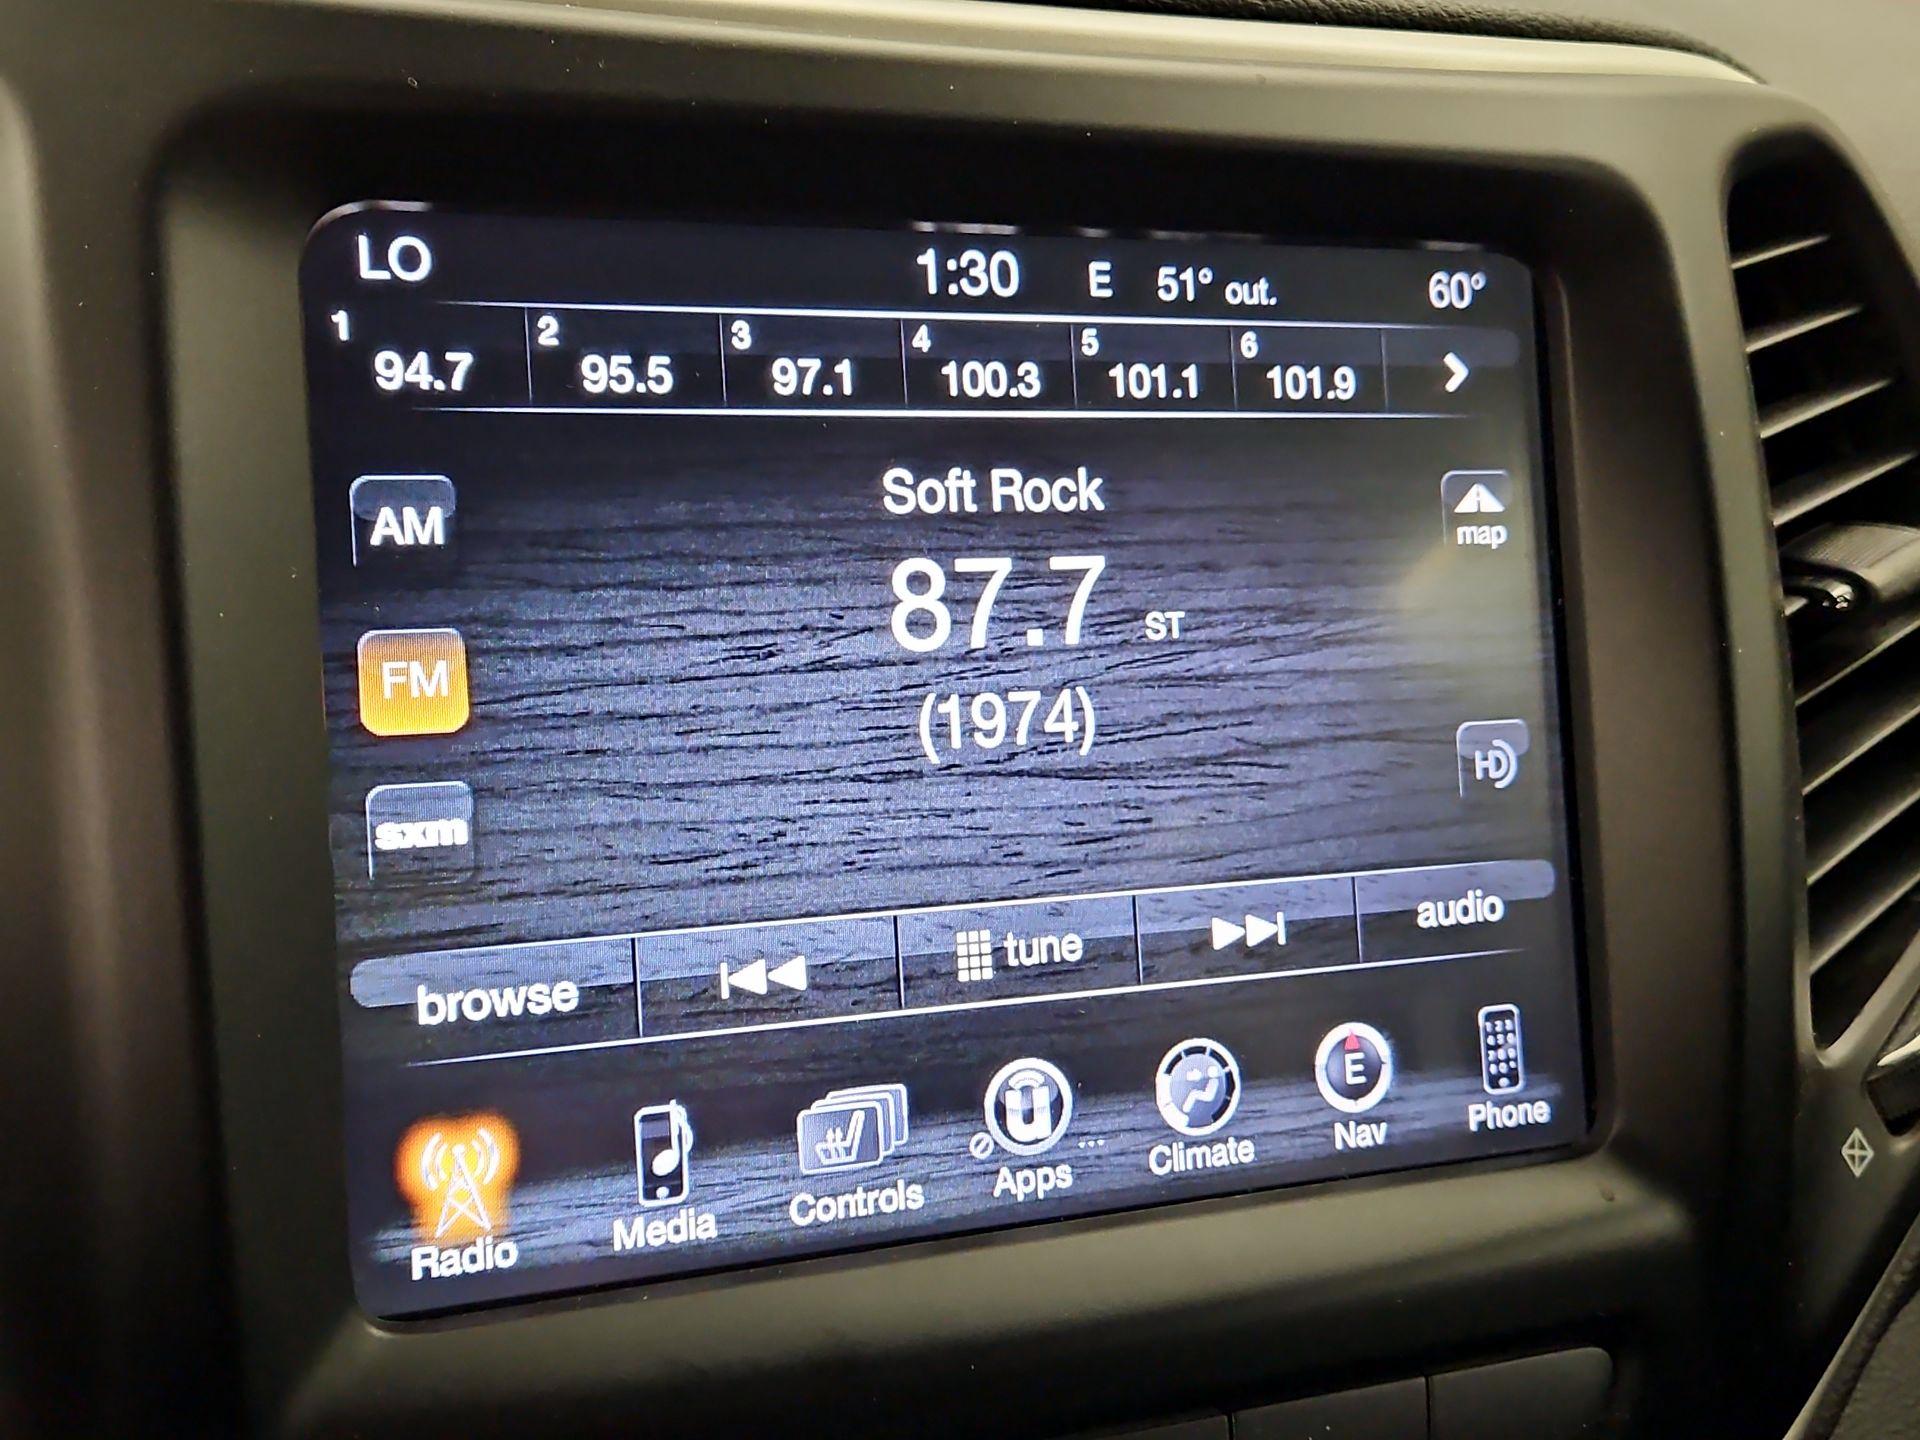 LO 1:30 E 51° out. 60°
1 2 3 4 5 6
94.7 95.5 97.1 100.3 101.1 101.9
Soft Rock
AM
map
87.7 ST
FM
(1974)
HD
sxm
browse tune audio
E
u
Radio Media Controls Apps ... Climate Nav Phone